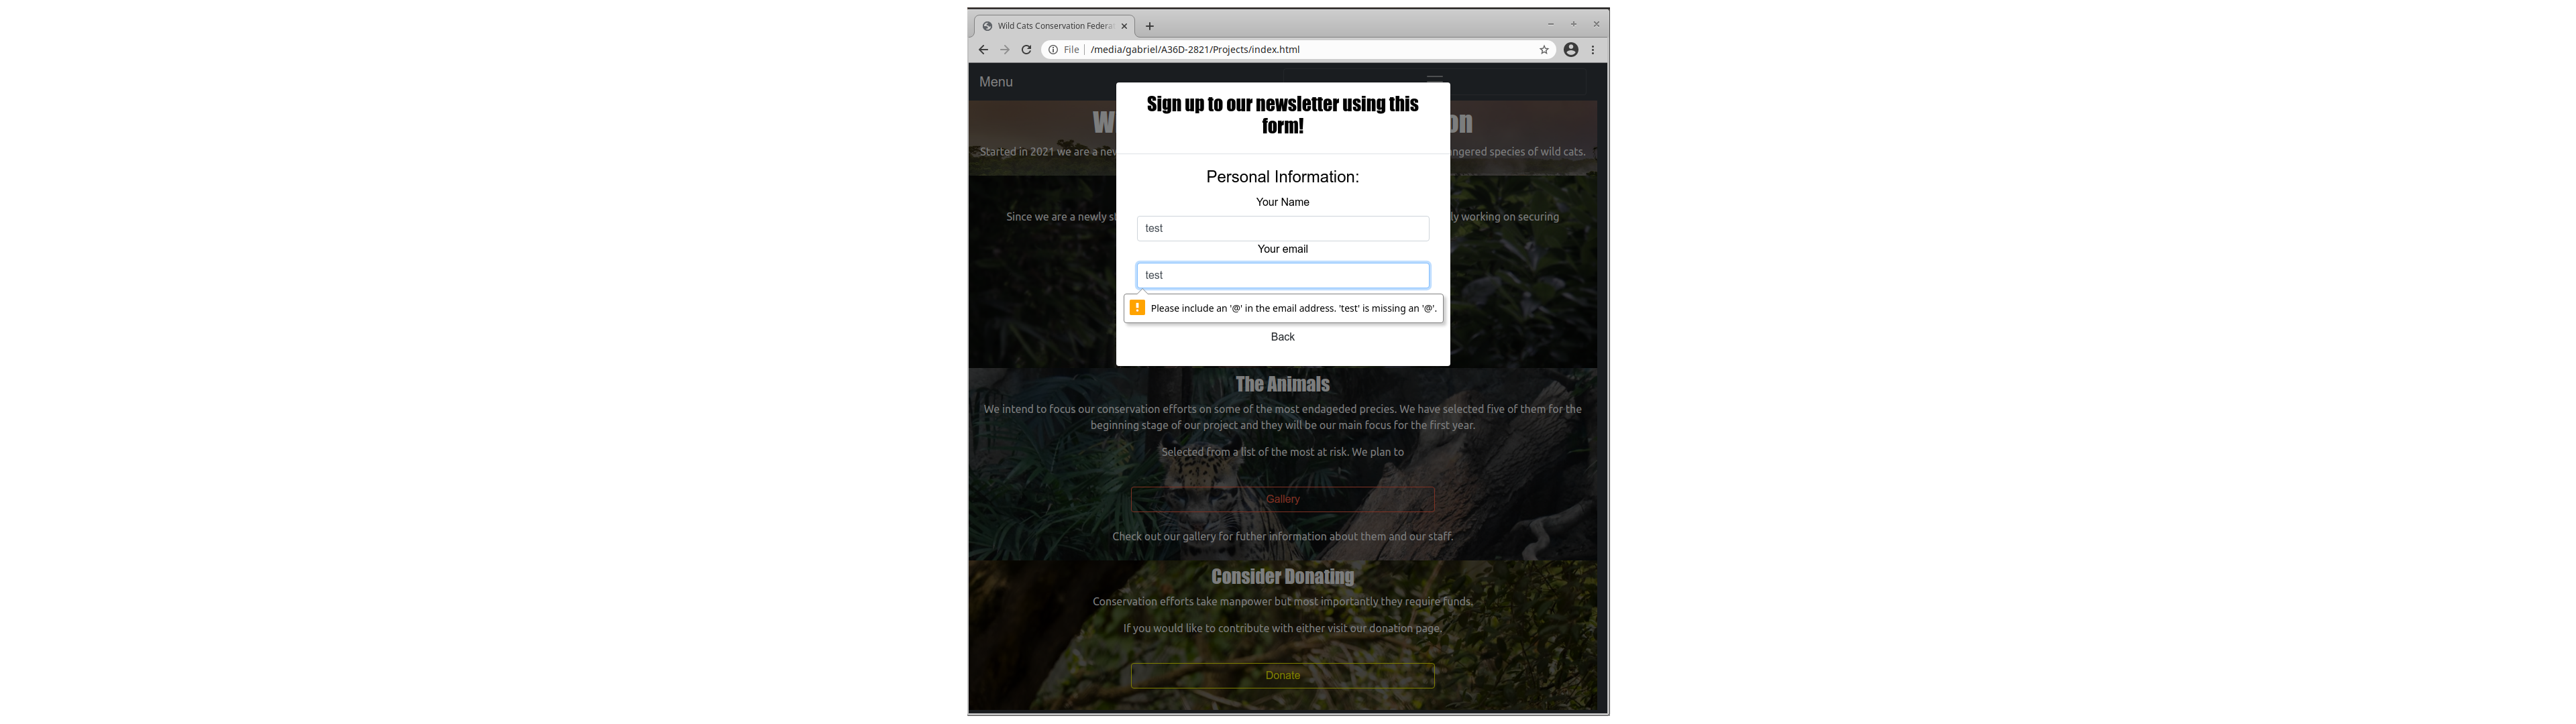 Wild Cats Conservation Federa
File
/media/gabriel/A36D-2821/Projects/index.html
Menu
Sign up to our newsletter using this
form!
W on
Started in 2021 we are a new ngered species of wild cats.
Personal Information:
Your Name
Since we are a newly st ly working on securing
test
Your email
test
Please include an '@' in the email address. 'test' is missing an '@'.
Back
The Animals
We intend to focus our conservation efforts on some of the most endageded precies. We have selected five of them for the
beginning stage of our project and they will be our main focus for the first year.
Selected from a list of the most at risk. We plan to
Gallery
Check out our gallery for futher information about them and our staff.
Consider Donating
Conservation efforts take manpower but most importantly they require funds.
If you would like to contribute with either visit our donation page.
Donate